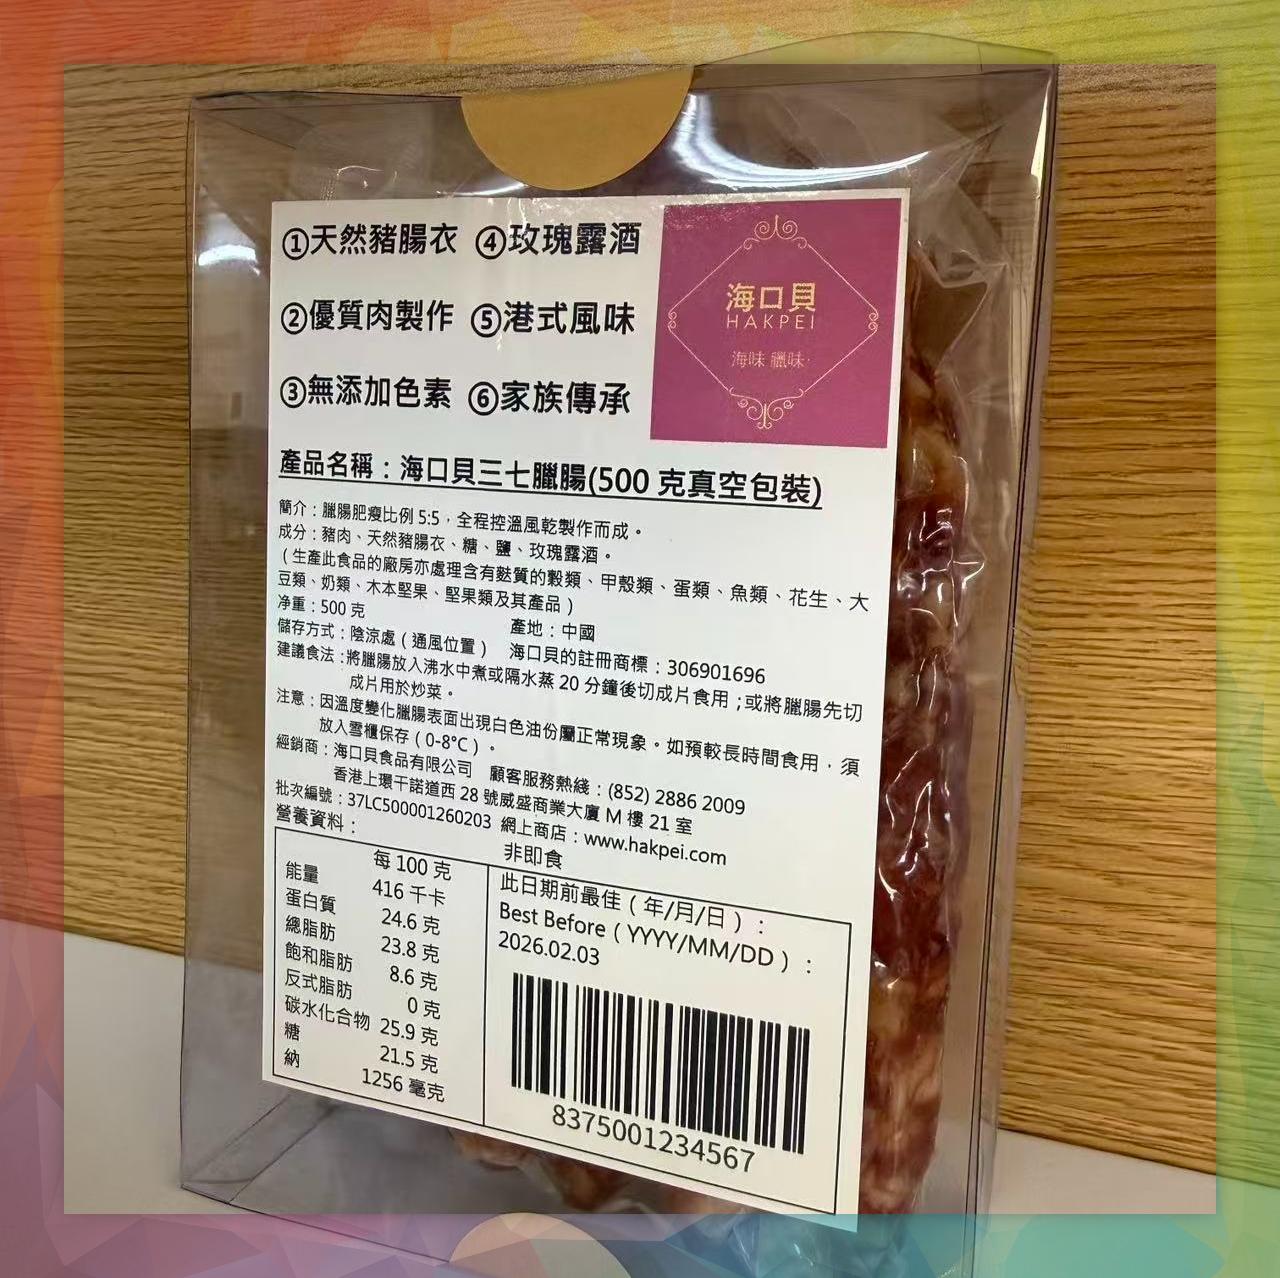 ①天然豬腸衣 ④玫瑰露酒
②優質肉製作 ⑤港式風味
③無添加色素 ⑥家族傳承
海口貝
HAKPEI
海味 臘味
產品名稱：海口貝三七臘腸(500 克真空包裝)
簡介：臘腸肥瘦比例 5:5，全程控溫風乾製作而成。
成分：豬肉、天然豬腸衣、糖、鹽、玫瑰露酒。
（生產此食品的廠房亦處理含有麩質的穀類、甲殼類、蛋類、魚類、花生、大
豆類、奶類、木本堅果、堅果類及其產品）
净重：500 克 產地：中國
儲存方式：陰涼處（通風位置） 海口貝的註冊商標：306901696
建議食法：將臘腸放入沸水中煮或隔水蒸 20 分鐘後切成片食用；或將臘腸先切
成片用於炒菜。
注意：因溫度變化臘腸表面出現白色油份屬正常現象。如預較長時間食用，須
放入雪櫃保存（0-8°C）。
經銷商：海口貝食品有限公司 顧客服務熱綫：(852) 2886 2009
香港上環干諾道西 28 號威盛商業大廈 M 樓 21 室
批次編號：37LC500001260203 網上商店：www.hakpei.com
營養資料： 非即食
每 100 克
能量 416 千卡
蛋白質 24.6 克
總脂肪 23.8 克
飽和脂肪 8.6 克
反式脂肪 0 克
碳水化合物 25.9 克
糖 21.5 克
納 1256 毫克
此日期前最佳（年/月/日）：
Best Before（YYYY/MM/DD）：
2026.02.03
8375001234567